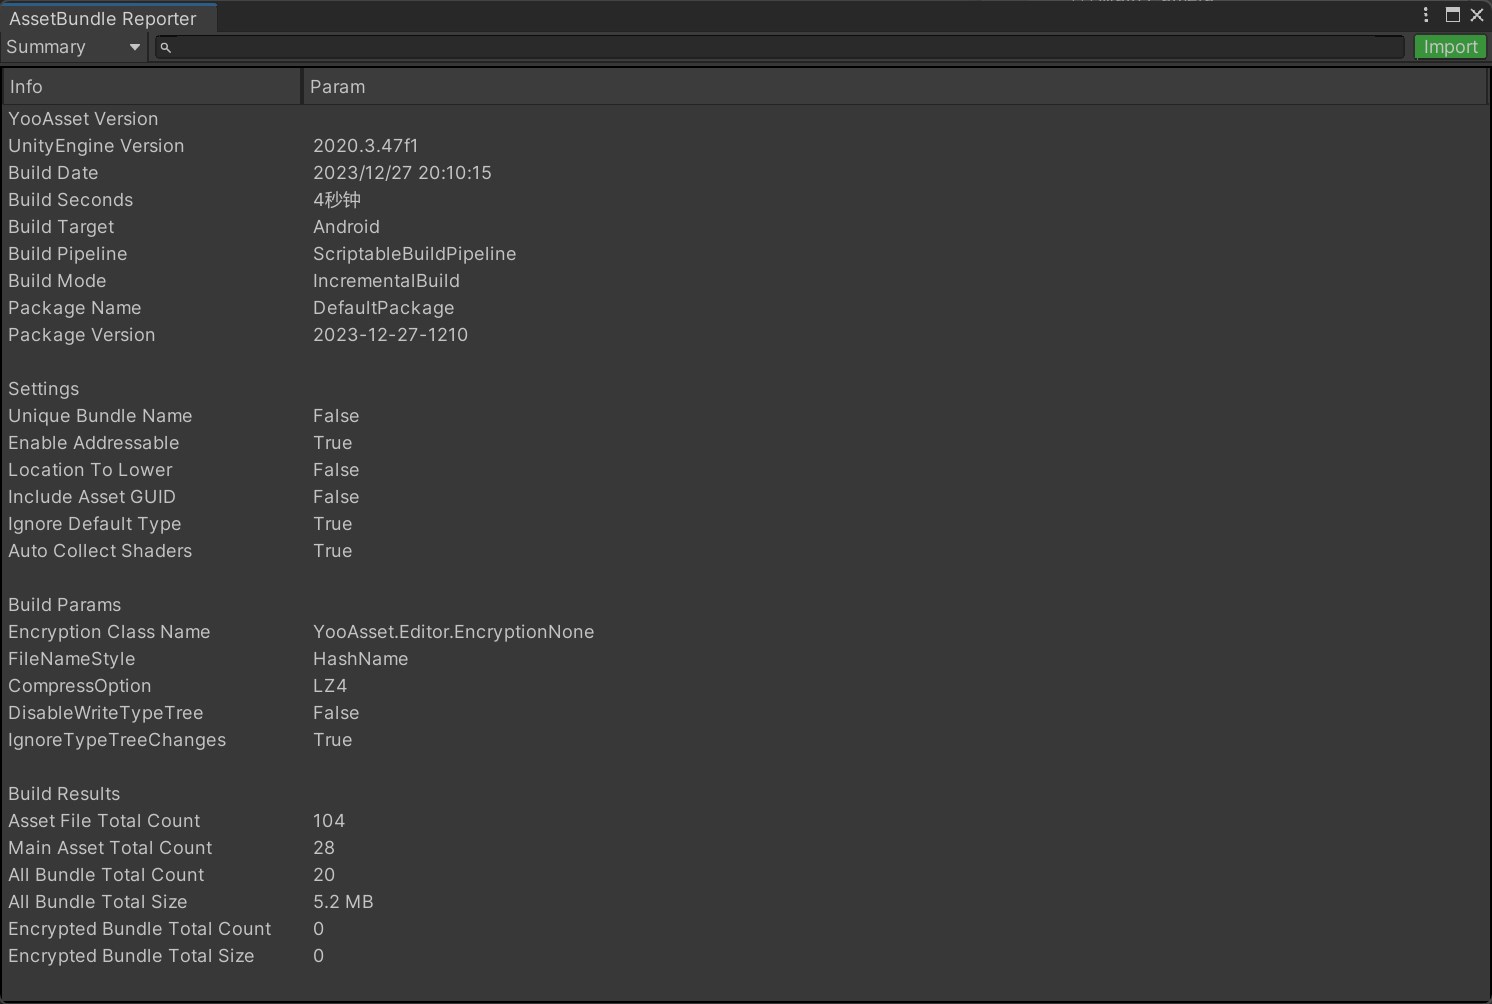 AssetBundle Reporter
Summary
Import
Info Param
YooAsset Version
UnityEngine Version 2020.3.47f1
Build Date 2023/12/27 20:10:15
Build Seconds 4秒钟
Build Target Android
Build Pipeline ScriptableBuildPipeline
Build Mode IncrementalBuild
Package Name DefaultPackage
Package Version 2023-12-27-1210
Settings
Unique Bundle Name False
Enable Addressable True
Location To Lower False
Include Asset GUID False
Ignore Default Type True
Auto Collect Shaders True
Build Params
Encryption Class Name YooAsset.Editor.EncryptionNone
FileNameStyle HashName
CompressOption LZ4
DisableWriteTypeTree False
IgnoreTypeTreeChanges True
Build Results
Asset File Total Count 104
Main Asset Total Count 28
All Bundle Total Count 20
All Bundle Total Size 5.2 MB
Encrypted Bundle Total Count 0
Encrypted Bundle Total Size 0